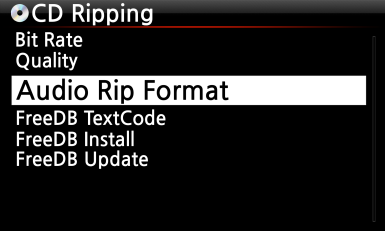 CD Ripping
Bit Rate
Quality
Audio Rip Format
FreeDB TextCode
FreeDB Install
FreeDB Update